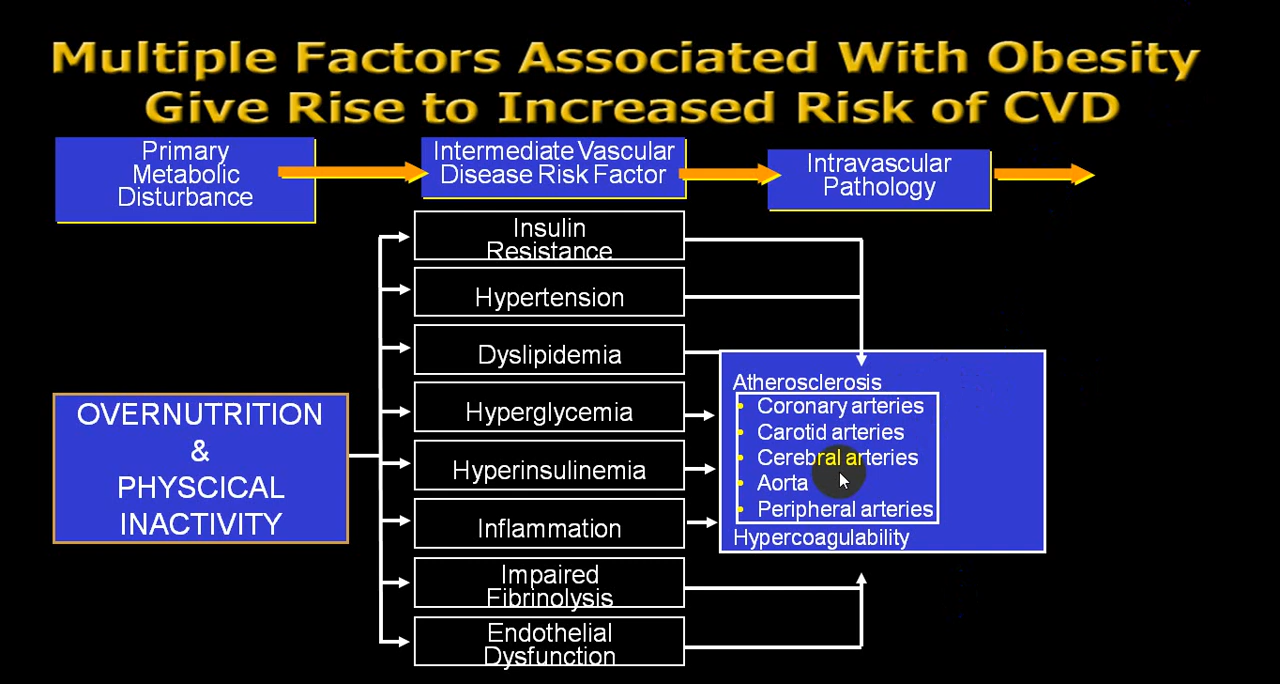 Multiple Factors Associated With Obesity
Give Rise to Increased Risk of CVD
Primary
Metabolic
Disturbance
Intermediate Vascular
Disease Risk Factor
Intravascular
Pathology
OVERNUTRITION
&
PHYSCICAL
INACTIVITY
Insulin
Resistance
Hypertension
Dyslipidemia
Hyperglycemia
Hyperinsulinemia
Inflammation
Impaired
Fibrinolysis
Endothelial
Dysfunction
Atherosclerosis
• Coronary arteries
• Carotid arteries
• Cerebral arteries
• Aorta
• Peripheral arteries
Hypercoagulability